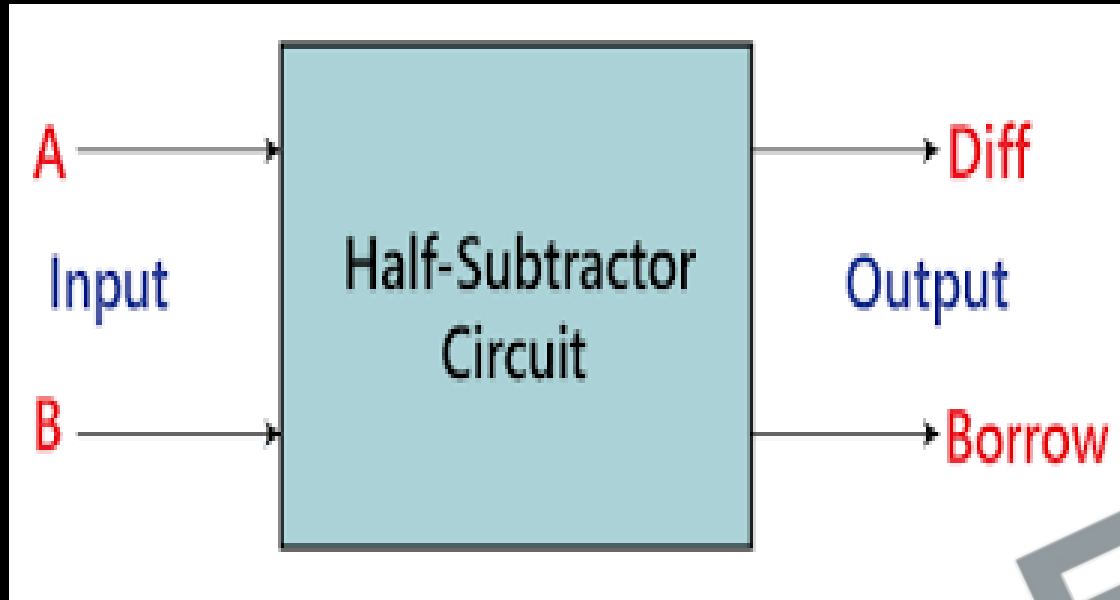 A
Diff
Input
Half-Subtractor
Circuit
Output
B
Borrow